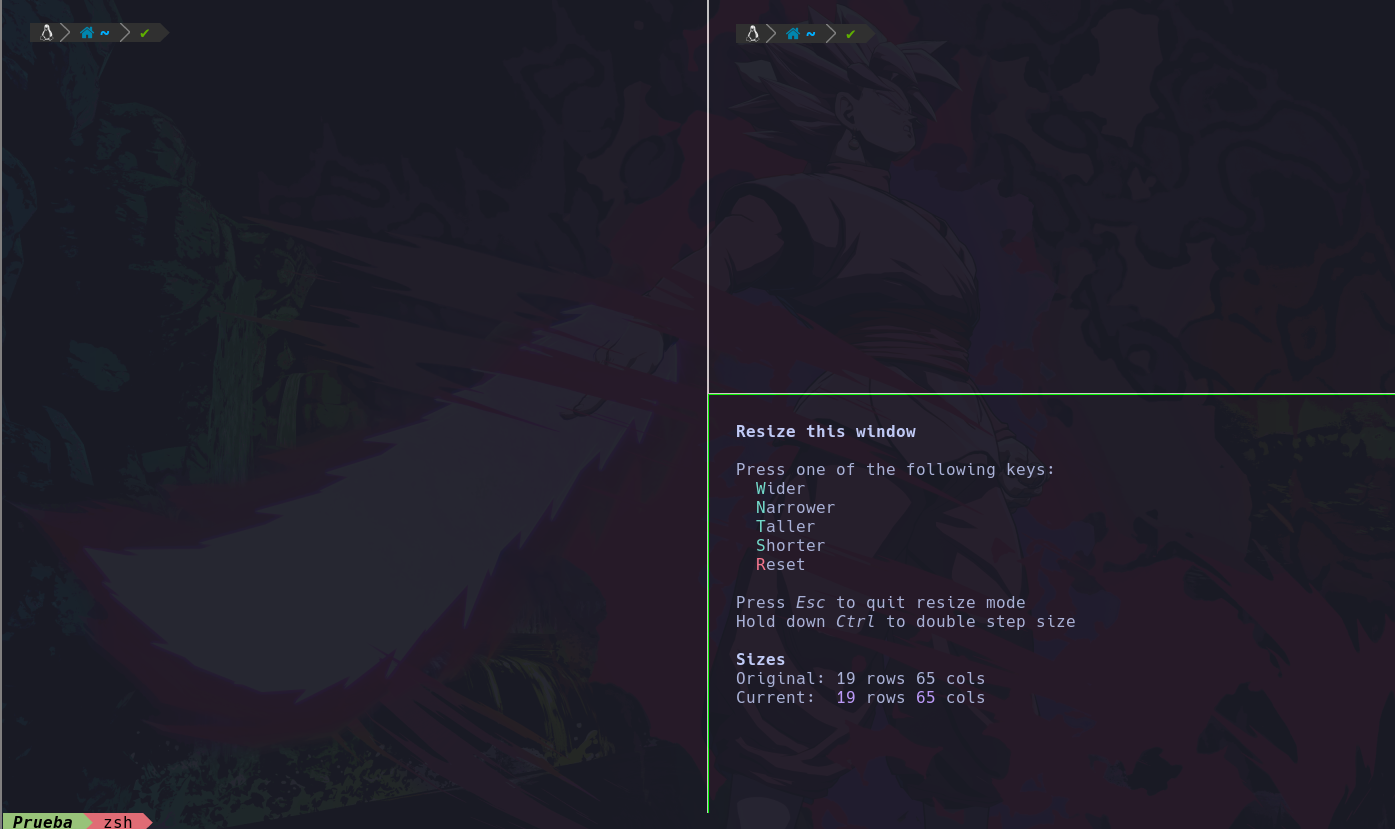 ~ ✔
~ ✔
Resize this window
Press one of the following keys:
Wider
Narrower
Taller
Shorter
Reset
Press Esc to quit resize mode
Hold down Ctrl to double step size
Sizes
Original: 19 rows 65 cols
Current:  19 rows 65 cols
Prueba zsh